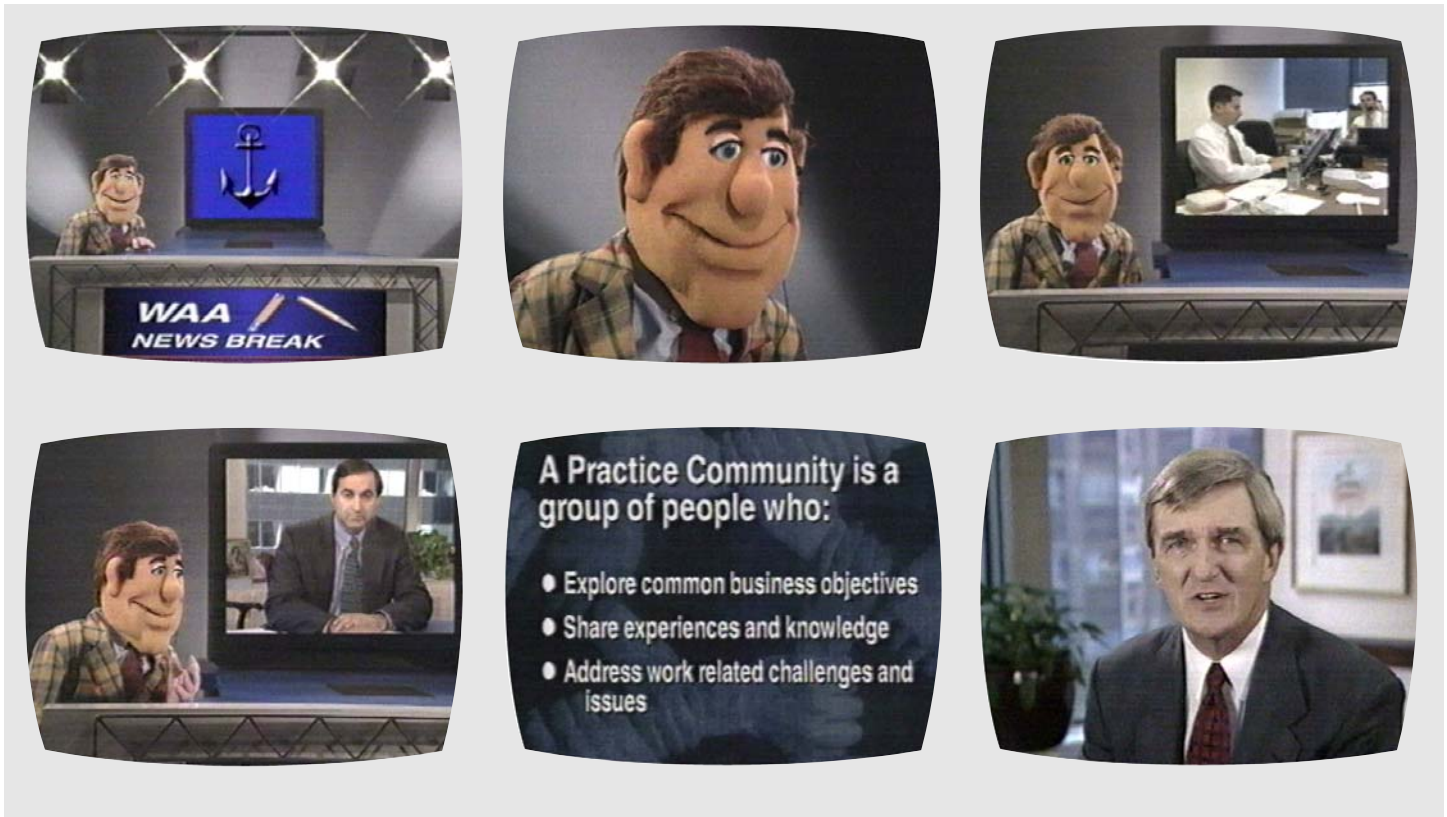 WAA
NEWS BREAK
A Practice Community is a
group of people who:
● Explore common business objectives
● Share experiences and knowledge
● Address work related challenges and
issues